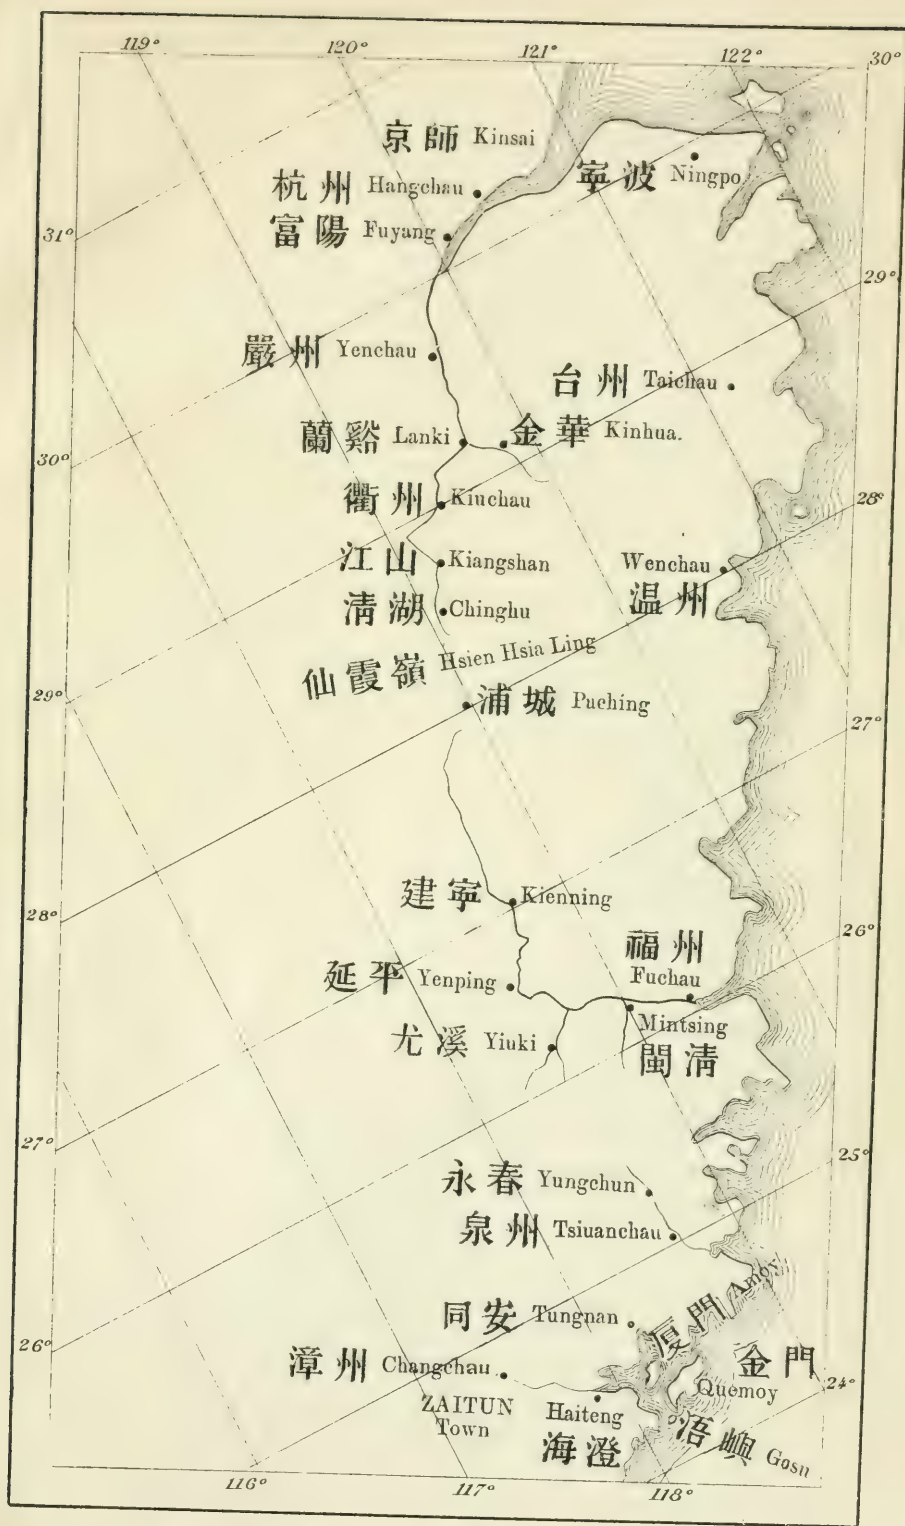 119° 120° 121° 122° 30°
京師 Kinsai
杭州 Hangchau
寧波 Ningpo
富陽 Fuyang
31°
29°
嚴州 Yenchau
台州 Taichau
蘭谿 Lanki
金華 Kinhua.
30°
衢州 Kiuchau
28°
江山 Kiangshan
Wenchau
温州
淸湖 Chinghu
仙霞嶺 Hsien Hsia Ling
29°
浦城 Puching
27°
建寧 Kienning
28°
26°
福州
Fuchau
延平 Yenping
Mintsing
閩淸
尤溪 Yiuki
27°
25°
永春 Yungchun
泉州 Tsiuanchau
厦門 Amoy
同安 Tungnan
26°
金門
Quemoy
漳州 Changchau
24°
ZAITUN
Town
Haiteng
海澄
浯嶼 Gosu
116° 117° 118°